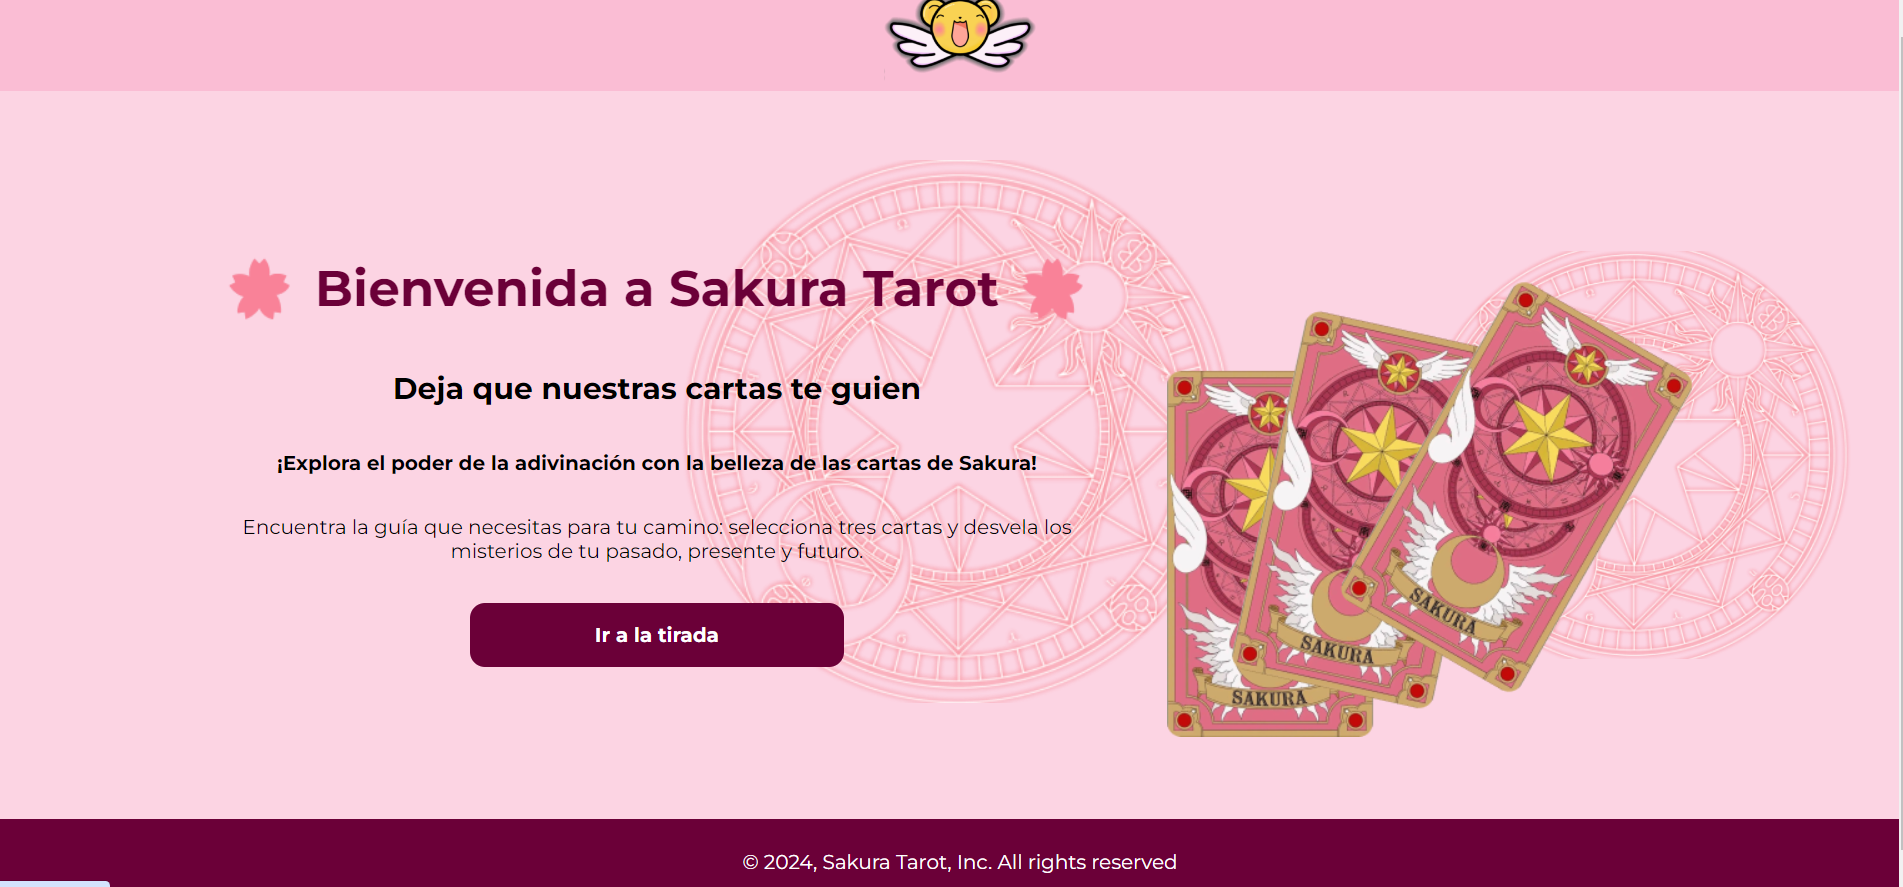 Bienvenida a Sakura Tarot
Deja que nuestras cartas te guien
¡Explora el poder de la adivinación con la belleza de las cartas de Sakura!
Encuentra la guía que necesitas para tu camino: selecciona tres cartas y desvela los
misterios de tu pasado, presente y futuro.
Ir a la tirada
SAKURA
SAKURA
SAKURA
© 2024, Sakura Tarot, Inc. All rights reserved